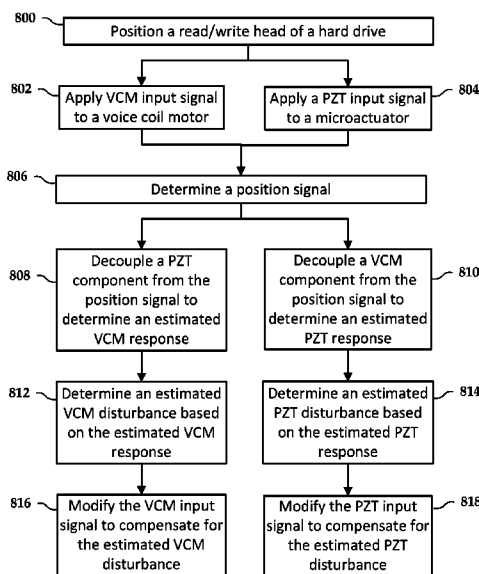 800
Position a read/write head of a hard drive
802
Apply VCM input signal
to a voice coil motor
804
Apply a PZT input signal
to a microactuator
806
Determine a position signal
808
Decouple a PZT
component from the
position signal to
determine an estimated
VCM response
810
Decouple a VCM
component from the
position signal to
determine an estimated
PZT response
812
Determine an estimated
VCM disturbance based
on the estimated VCM
response
814
Determine an estimated
PZT disturbance based
on the estimated PZT
response
816
Modify the VCM input
signal to compensate for
the estimated VCM
disturbance
818
Modify the PZT input
signal to compensate for
the estimated PZT
disturbance